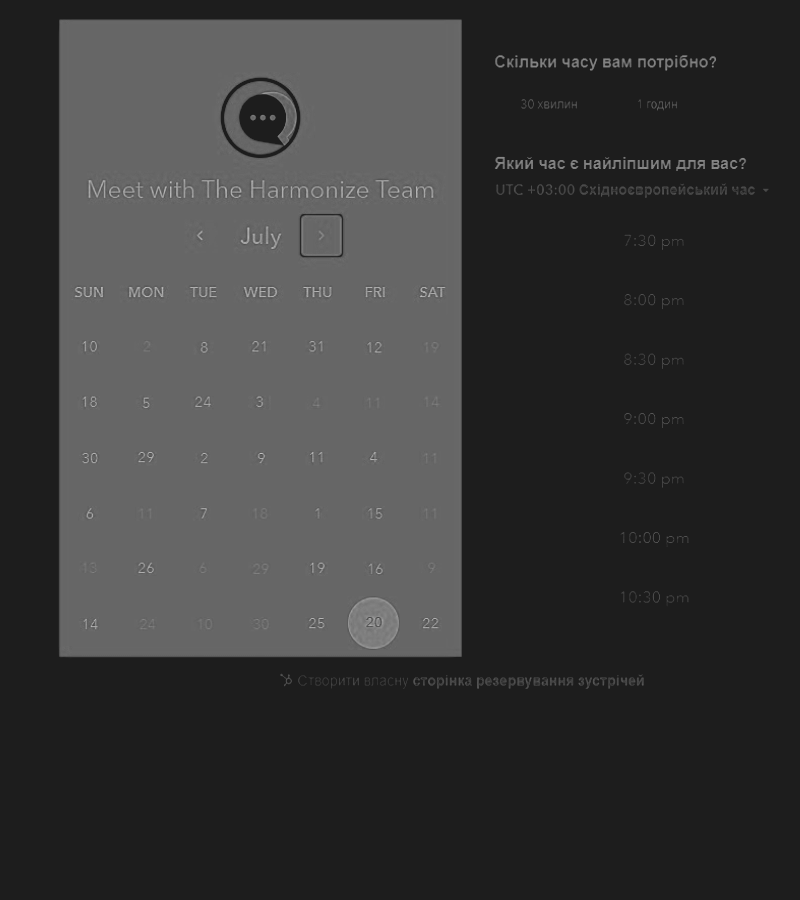 Meet with The Harmonize Team
July
SUN MON TUE WED THU FRI SAT
10 2 8 21 31 12 19
18 5 24 3 4 11 14
30 29 2 9 11 4 11
6 11 7 18 1 15 11
13 26 6 29 19 16 9
14 24 10 30 25 20 22
Скільки часу вам потрібно?
30 хвилин 1 годин
Який час є найліпшим для вас?
UTC +03:00 Східноєвропейський час
7:30 pm
8:00 pm
8:30 pm
9:00 pm
9:30 pm
10:00 pm
10:30 pm
Створити власну сторінка резервування зустрічей